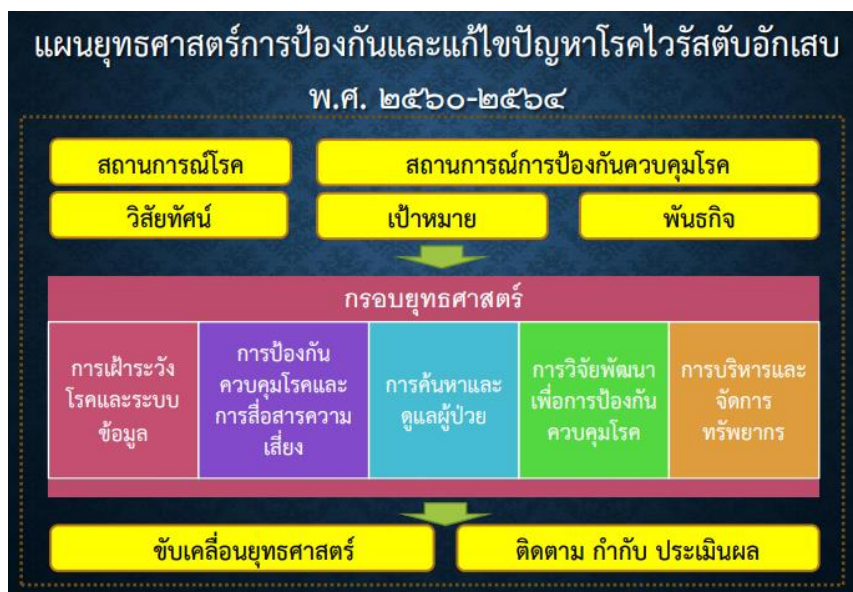 แผนยุทธศาสตร์การป้องกันและแก้ไขปัญหาโรคไวรัสตับอักเสบ
พ.ศ. ๒๕๖๐-๒๕๖๔
สถานการณ์โรค
สถานการณ์การป้องกันควบคุมโรค
วิสัยทัศน์
เป้าหมาย
พันธกิจ
กรอบยุทธศาสตร์
การเฝ้าระวัง
โรคและระบบ
ข้อมูล
การป้องกัน
ควบคุมโรคและ
การสื่อสารความ
เสี่ยง
การค้นหาและ
ดูแลผู้ป่วย
การวิจัยพัฒนา
เพื่อการป้องกัน
ควบคุมโรค
การบริหารและ
จัดการ
ทรัพยากร
ขับเคลื่อนยุทธศาสตร์
ติดตาม กำกับ ประเมินผล